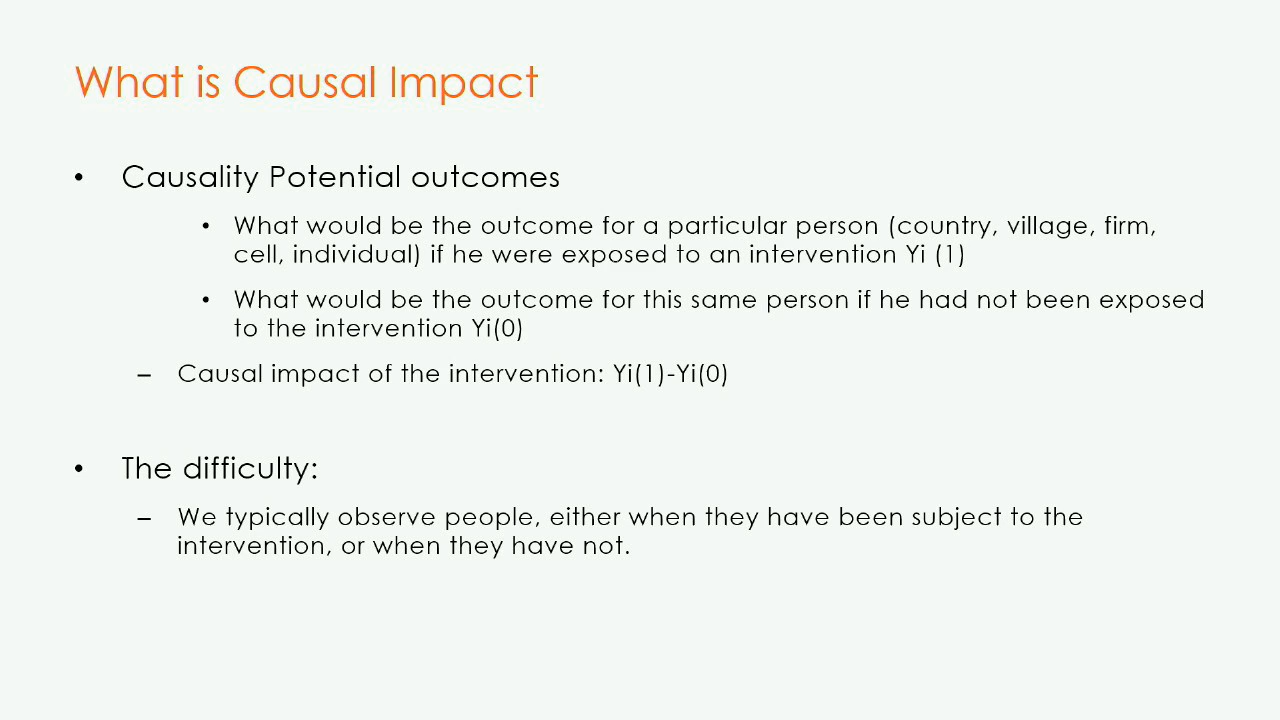 What is Causal Impact
• Causality Potential outcomes
• What would be the outcome for a particular person (country, village, firm,
cell, individual) if he were exposed to an intervention Yi (1)
• What would be the outcome for this same person if he had not been exposed
to the intervention Yi(0)
– Causal impact of the intervention: Yi(1)-Yi(0)
• The difficulty:
– We typically observe people, either when they have been subject to the
intervention, or when they have not.